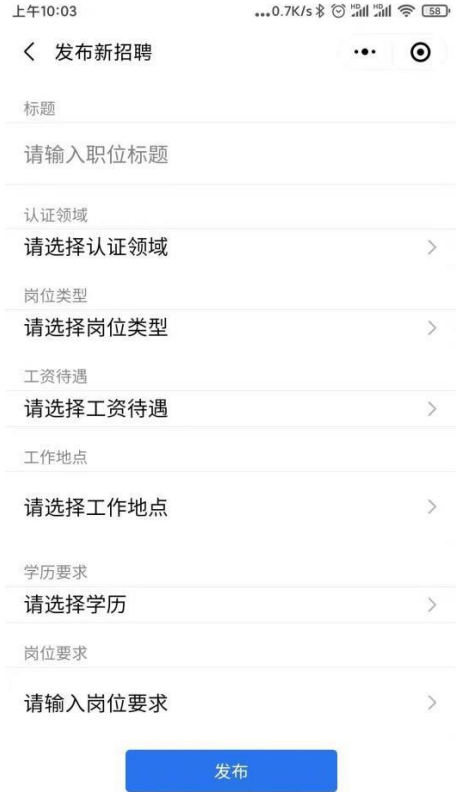 上午10:03 ...0.7K/s HD HD 58
发布新招聘
标题
请输入职位标题
认证领域
请选择认证领域
岗位类型
请选择岗位类型
工资待遇
请选择工资待遇
工作地点
请选择工作地点
学历要求
请选择学历
岗位要求
请输入岗位要求
发布